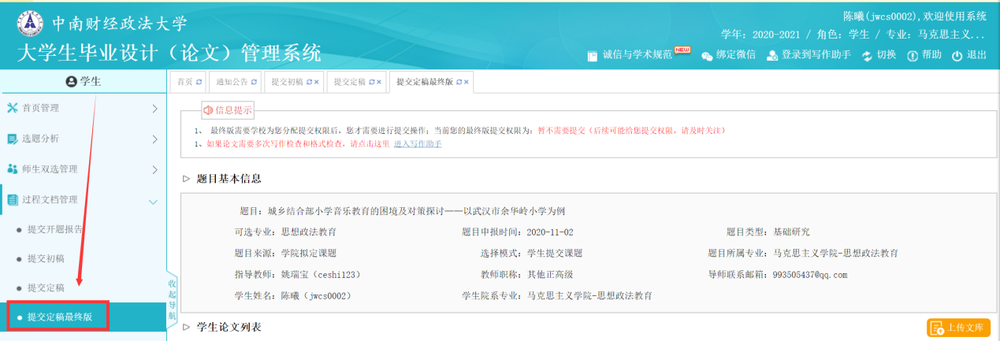 中南财经政法大学
大学生毕业设计（论文）管理系统
陈曦(jwcs0002),欢迎使用系统
学年: 2020-2021 / 角色: 学生 / 专业: 马克思主义...
诚信与学术规范 NEW 绑定微信 登录到写作助手 切换 帮助 退出
学生
首页 通知公告 提交初稿 提交定稿 提交定稿最终版
首页管理
选题分析
师生双选管理
过程文档管理
提交开题报告
提交初稿
提交定稿
提交定稿最终版
收起导航
信息提示
1、 最终版需要学校为您分配提交权限后，您才需要进行提交操作；当前您的最终版提交权限为：暂不需要提交（后续可能给您提交权限，请及时关注）
1、如果论文需要多次写作检查和格式检查，请点击这里 进入写作助手
题目基本信息
题目：城乡结合部小学音乐教育的困境及对策探讨——以武汉市余华岭小学为例
可选专业：思想政法教育 题目申报时间：2020-11-02 题目类型：基础研究
题目来源：学院拟定课题 选择模式：学生提交课题 题目所属专业：马克思主义学院-思想政法教育
指导教师：姚瑞宝（ceshi123） 教师职称：其他正高级 导师联系邮箱：993505437@qq.com
学生姓名：陈曦（jwcs0002） 学生院系专业：马克思主义学院-思想政法教育
学生论文列表
上传文库